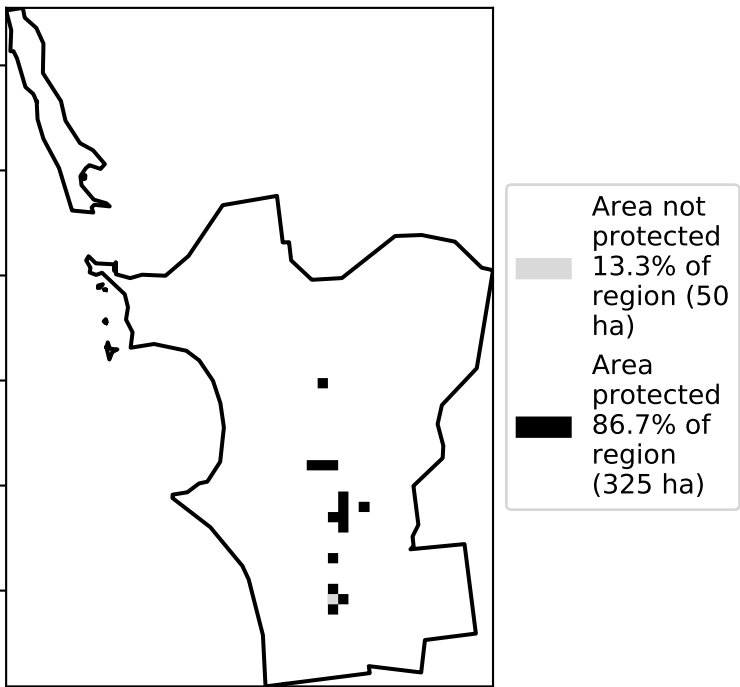 Area not
protected
13.3% of
region (50
ha)
Area
protected
86.7% of
region
(325 ha)